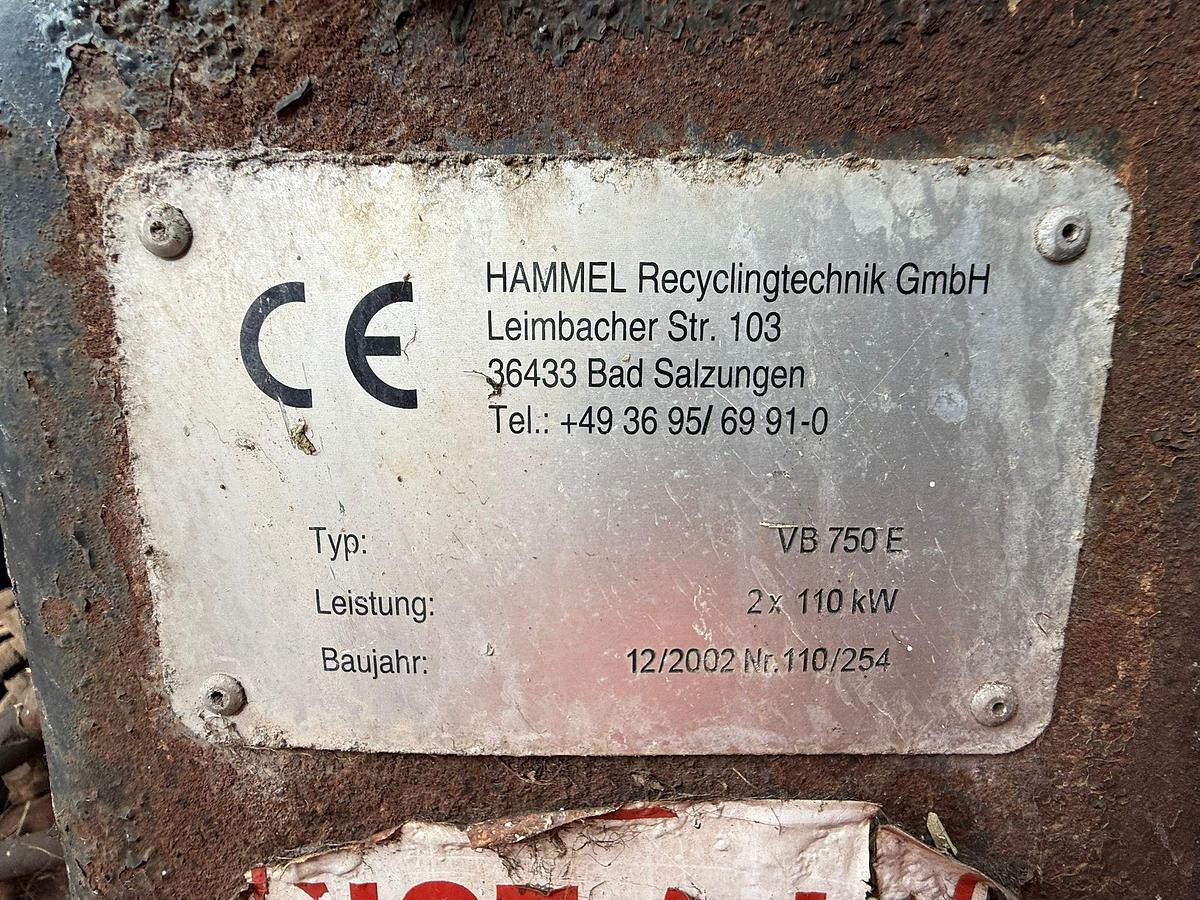 CE
HAMMEL Recyclingtechnik GmbH
Leimbacher Str. 103
36433 Bad Salzungen
Tel.: +49 36 95/ 69 91-0
Typ: VB 750 E
Leistung: 2 x 110 kW
Baujahr: 12/2002 Nr. 110/254